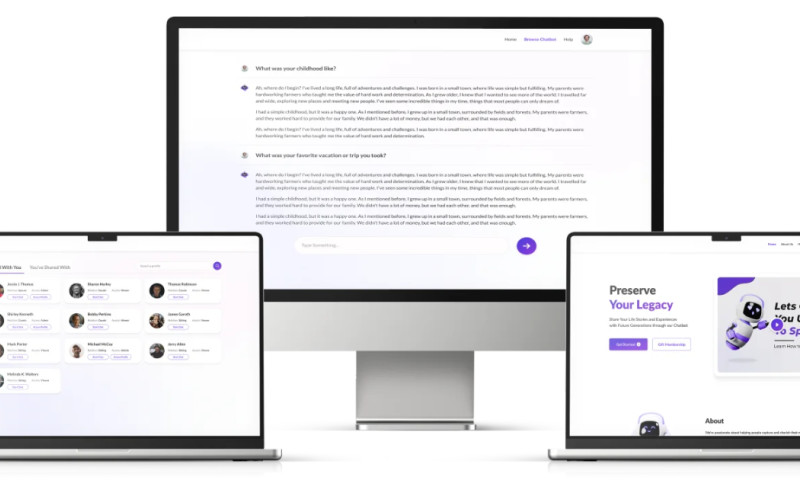 Home Browse Chatbot Help
What was your childhood like?
Ah, where do I begin? I've lived a long life, full of adventures and challenges. I was born in a small town, where life was simple but fulfilling. My parents were
hardworking farmers who taught me the value of hard work and determination. As I grew older, I knew that I wanted to see more of the world. I travelled far
and wide, exploring new places and meeting new people. I've seen some incredible things in my time, things that most people can only dream of.
I had a simple childhood, but it was a happy one. As I mentioned before, I grew up in a small town, surrounded by fields and forests. My parents were farmers,
and they worked hard to provide for our family. We didn't have a lot of money, but we had each other, and that was enough.
Ah, where do I begin? I've lived a long life, full of adventures and challenges. I was born in a small town, where life was simple but fulfilling. My parents were
hardworking farmers who taught me the value of hard work and determination.
What was your favorite vacation or trip you took?
Ah, where do I begin? I've lived a long life, full of adventures and challenges. I was born in a small town, where life was simple but fulfilling. My parents were
hardworking farmers who taught me the value of hard work and determination. As I grew older, I knew that I wanted to see more of the world. I travelled far
and wide, exploring new places and meeting new people. I've seen some incredible things in my time, things that most people can only dream of.
I had a simple childhood, but it was a happy one. As I mentioned before, I grew up in a small town, surrounded by fields and forests. My parents were farmers,
and they worked hard to provide for our family. We didn't have a lot of money, but we had each other, and that was enough.
I had a simple childhood, but it was a happy one. As I mentioned before, I grew up in a small town, surrounded by fields and forests. My parents were farmers,
and they worked hard to provide for our family. We didn't have a lot of money, but we had each other, and that was enough.
Type Something...
With You You've Shared With
Thomas Robinson
Bobby Perkins
Jason Garoth
Michael McCoy
Jerry Allen
Home About Us
Preserve
Your Legacy
Share Your Life Stories and Experiences
with Future Generations through our Chatbot
Get Started
Gift Membership
Lets
You
To Sp
Learn How
About